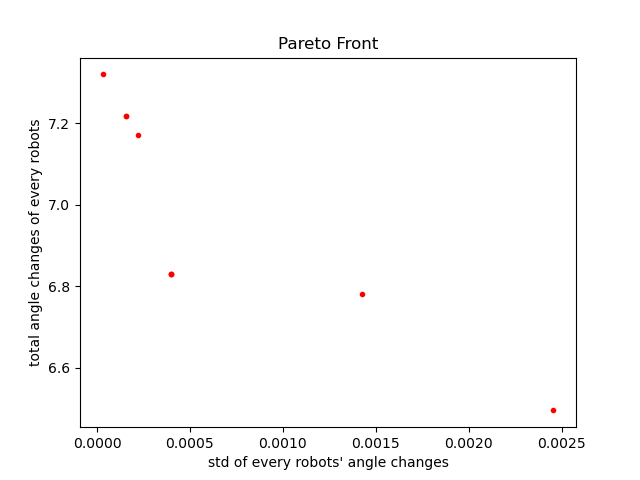 Pareto Front
total angle changes of every robots
7.2
7.0
6.8
6.6
0.0000 0.0005 0.0010 0.0015 0.0020 0.0025
std of every robots' angle changes